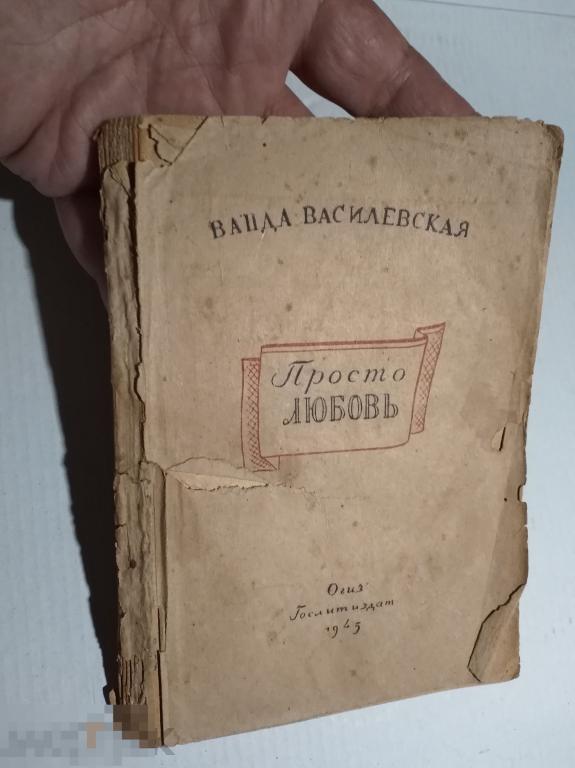 ВАНДА ВАСИЛЕВСКАЯ
Просто
ЛЮБОВЬ
Огиз
Гослитиздат
1945